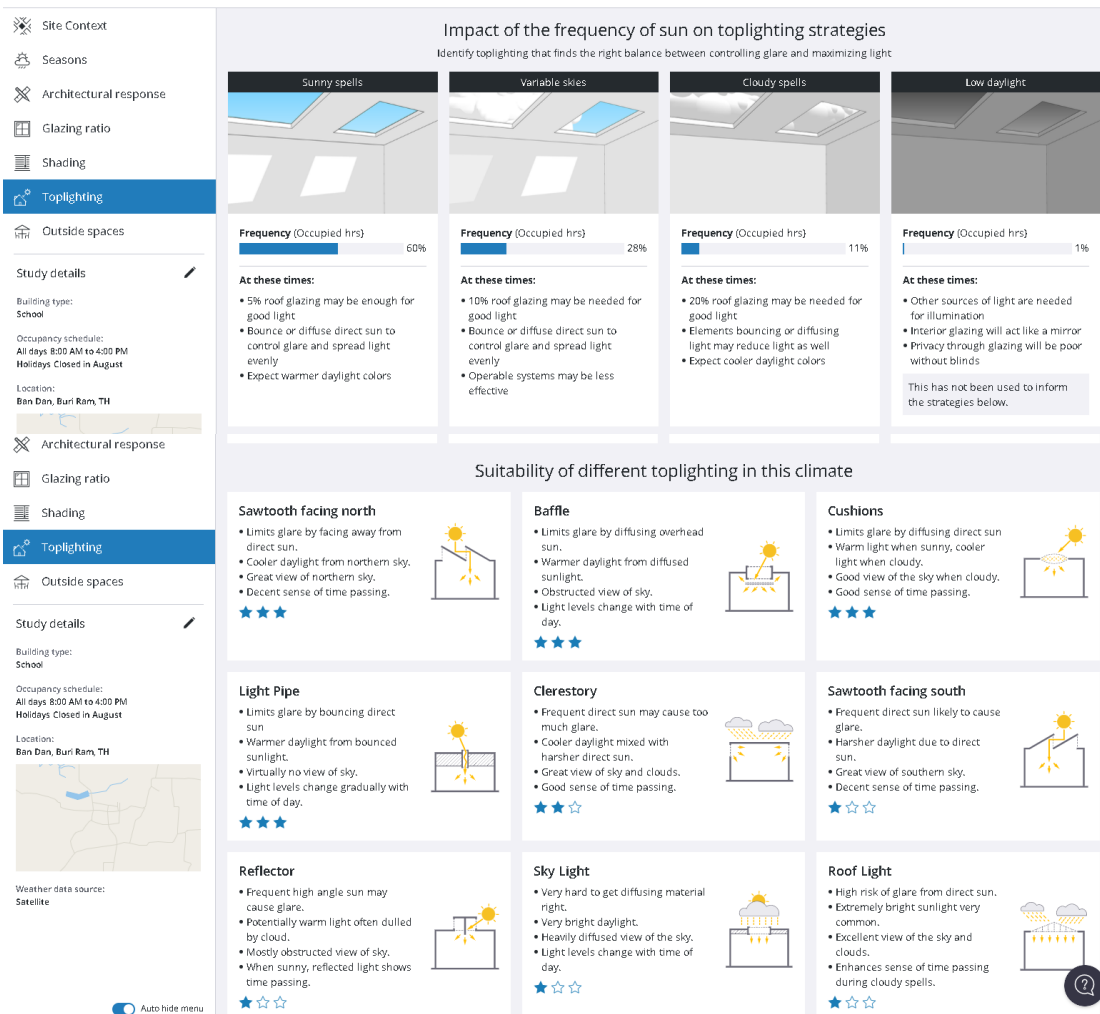 Site Context
Seasons
Architectural response
Glazing ratio
Shading
Toplighting
Outside spaces
Study details
Building type:
School
Occupancy schedule:
All days 8:00 AM to 4:00 PM
Holidays Closed in August
Location:
Ban Dan, Buri Ram, TH
Impact of the frequency of sun on toplighting strategies
Identify toplighting that finds the right balance between controlling glare and maximizing light
Sunny spells
Frequency (Occupied hrs)
60%
At these times:
• 5% roof glazing may be enough for
good light
• Bounce or diffuse direct sun to
control glare and spread light
evenly
• Expect warmer daylight colors
Variable skies
Frequency (Occupied hrs)
28%
At these times:
• 10% roof glazing may be needed for
good light
• Bounce or diffuse direct sun to
control glare and spread light
evenly
• Operable systems may be less
effective
Cloudy spells
Frequency (Occupied hrs)
11%
At these times:
• 20% roof glazing may be needed for
good light
• Elements bouncing or diffusing
light may reduce light as well
• Expect cooler daylight colors
Low daylight
Frequency (Occupied hrs)
1%
At these times:
• Other sources of light are needed
for illumination
• Interior glazing will act like a mirror
• Privacy through glazing will be poor
without blinds
This has not been used to inform
the strategies below.
Architectural response
Glazing ratio
Shading
Toplighting
Outside spaces
Study details
Building type:
School
Occupancy schedule:
All days 8:00 AM to 4:00 PM
Holidays Closed in August
Location:
Ban Dan, Buri Ram, TH
Weather data source:
Satellite
Auto hide menu
Suitability of different toplighting in this climate
Sawtooth facing north
• Limits glare by facing away from
direct sun.
• Cooler daylight from northern sky.
• Great view of northern sky.
• Decent sense of time passing.
Baffle
• Limits glare by diffusing overhead
sun.
• Warmer daylight from diffused
sunlight.
• Obstructed view of sky.
• Light levels change with time of
day.
Cushions
• Limits glare by diffusing direct sun
• Warm light when sunny, cooler
light when cloudy.
• Good view of the sky when cloudy.
• Good sense of time passing.
Light Pipe
• Limits glare by bouncing direct
sun
• Warmer daylight from bounced
sunlight.
• Virtually no view of sky.
• Light levels change gradually with
time of day.
Clerestory
• Frequent direct sun may cause too
much glare.
• Cooler daylight mixed with
harsher direct sun.
• Great view of sky and clouds.
• Good sense of time passing.
Sawtooth facing south
• Frequent direct sun likely to cause
glare.
• Harsher daylight due to direct
sun.
• Great view of southern sky.
• Decent sense of time passing.
Reflector
• Frequent high angle sun may
cause glare.
• Potentially warm light often dulled
by cloud.
• Mostly obstructed view of sky.
• When sunny, reflected light shows
time passing.
Sky Light
• Very hard to get diffusing material
right.
• Very bright daylight.
• Heavily diffused view of the sky.
• Light levels change with time of
day.
Roof Light
• High risk of glare from direct sun.
• Extremely bright sunlight very
common.
• Excellent view of the sky and
clouds.
• Enhances sense of time passing
during cloudy spells.
?